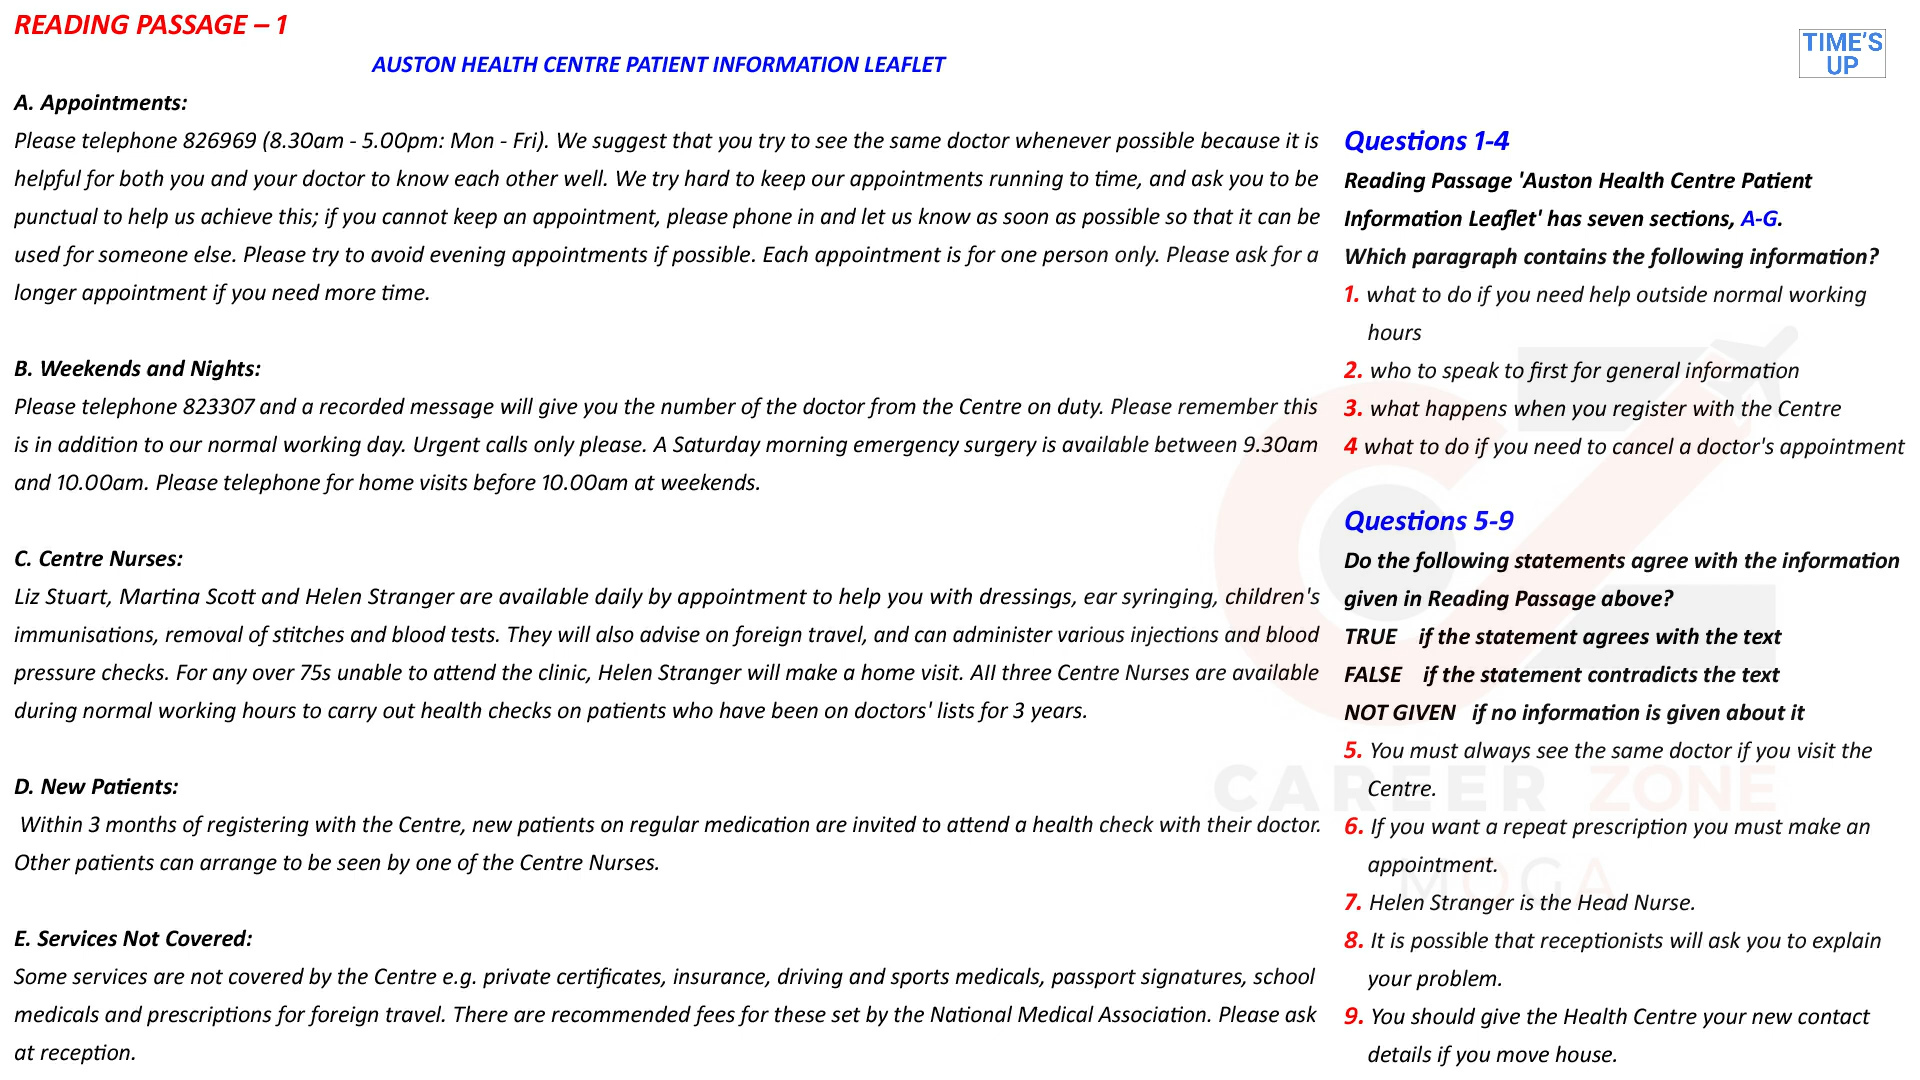 READING PASSAGE – 1
AUSTON HEALTH CENTRE PATIENT INFORMATION LEAFLET
TIME'S
UP
A. Appointments:
Please telephone 826969 (8.30am - 5.00pm: Mon - Fri). We suggest that you try to see the same doctor whenever possible because it is
helpful for both you and your doctor to know each other well. We try hard to keep our appointments running to time, and ask you to be
punctual to help us achieve this; if you cannot keep an appointment, please phone in and let us know as soon as possible so that it can be
used for someone else. Please try to avoid evening appointments if possible. Each appointment is for one person only. Please ask for a
longer appointment if you need more time.
B. Weekends and Nights:
Please telephone 823307 and a recorded message will give you the number of the doctor from the Centre on duty. Please remember this
is in addition to our normal working day. Urgent calls only please. A Saturday morning emergency surgery is available between 9.30am
and 10.00am. Please telephone for home visits before 10.00am at weekends.
C. Centre Nurses:
Liz Stuart, Martina Scott and Helen Stranger are available daily by appointment to help you with dressings, ear syringing, children's
immunisations, removal of stitches and blood tests. They will also advise on foreign travel, and can administer various injections and blood
pressure checks. For any over 75s unable to attend the clinic, Helen Stranger will make a home visit. AII three Centre Nurses are available
during normal working hours to carry out health checks on patients who have been on doctors' lists for 3 years.
D. New Patients:
Within 3 months of registering with the Centre, new patients on regular medication are invited to attend a health check with their doctor.
Other patients can arrange to be seen by one of the Centre Nurses.
E. Services Not Covered:
Some services are not covered by the Centre e.g. private certificates, insurance, driving and sports medicals, passport signatures, school
medicals and prescriptions for foreign travel. There are recommended fees for these set by the National Medical Association. Please ask
at reception.
Questions 1-4
Reading Passage 'Auston Health Centre Patient
Information Leaflet' has seven sections, A-G.
Which paragraph contains the following information?
1. what to do if you need help outside normal working
hours
2. who to speak to first for general information
3. what happens when you register with the Centre
4 what to do if you need to cancel a doctor's appointment
Questions 5-9
Do the following statements agree with the information
given in Reading Passage above?
TRUE if the statement agrees with the text
FALSE if the statement contradicts the text
NOT GIVEN if no information is given about it
5. You must always see the same doctor if you visit the
Centre.
6. If you want a repeat prescription you must make an
appointment.
7. Helen Stranger is the Head Nurse.
8. It is possible that receptionists will ask you to explain
your problem.
9. You should give the Health Centre your new contact
details if you move house.
CAREER ZONE
MOGA